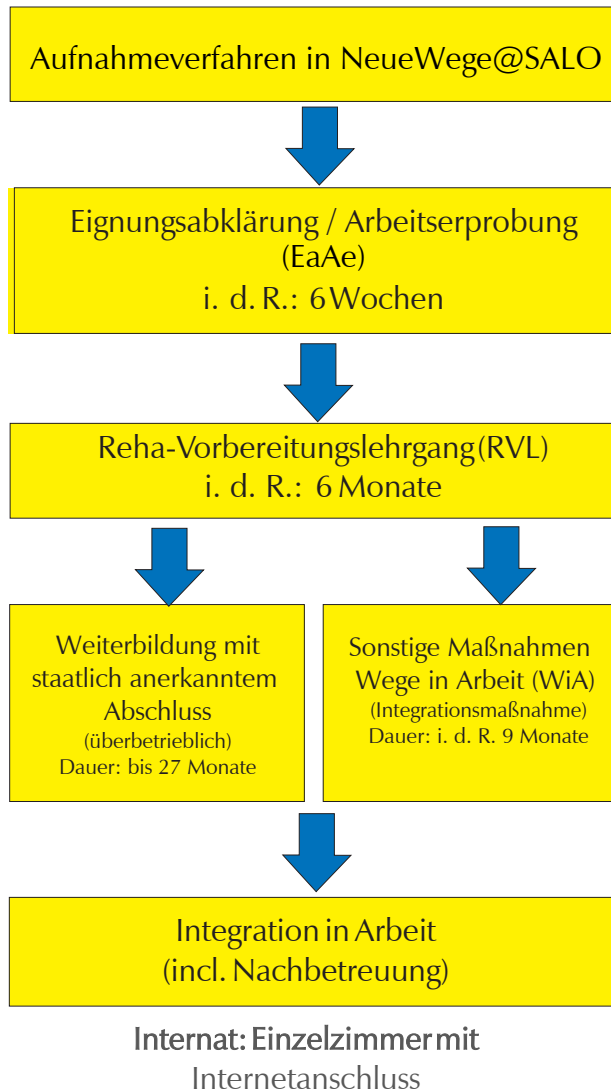 Aufnahmeverfahren in NeueWege@SALO
Eignungsabklärung / Arbeitserprobung
(EaAe)
i. d. R.: 6 Wochen
Reha-Vorbereitungslehrgang (RVL)
i. d. R.: 6 Monate
Weiterbildung mit
staatlich anerkanntem
Abschluss
(überbetrieblich)
Dauer: bis 27 Monate
Sonstige Maßnahmen
Wege in Arbeit (WiA)
(Integrationsmaßnahme)
Dauer: i. d. R. 9 Monate
Integration in Arbeit
(incl. Nachbetreuung)
Internat: Einzelzimmer mit
Internetanschluss